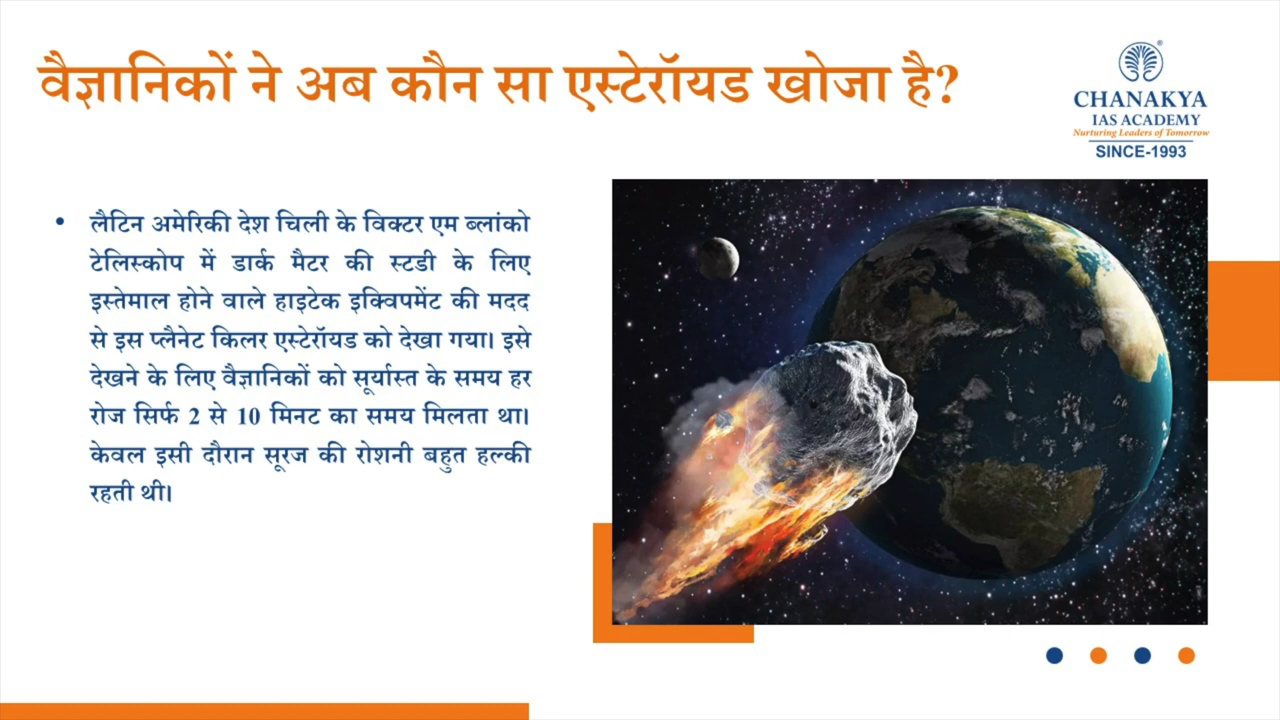 वैज्ञानिकों ने अब कौन सा एस्टेरॉयड खोजा है?
®
CHANAKYA
IAS ACADEMY
Nurturing Leaders of Tomorrow
SINCE-1993
• लैटिन अमेरिकी देश चिली के विक्टर एम ब्लांको
टेलिस्कोप में डार्क मैटर की स्टडी के लिए
इस्तेमाल होने वाले हाइटेक इक्विपमेंट की मदद
से इस प्लैनेट किलर एस्टेरॉयड को देखा गया। इसे
देखने के लिए वैज्ञानिकों को सूर्यास्त के समय हर
रोज सिर्फ 2 से 10 मिनट का समय मिलता था।
केवल इसी दौरान सूरज की रोशनी बहुत हल्की
रहती थी।